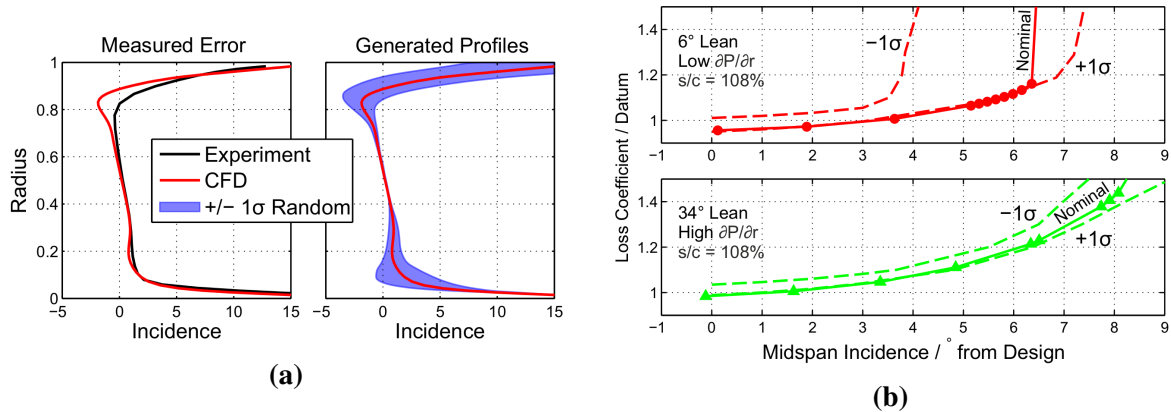 Measured Error
Generated Profiles
Radius
1
0.8
0.6
0.4
0.2
0
Experiment
CFD
+/− 1σ Random
−5 0 5 10 15
−5 0 5 10 15
Incidence
Incidence
(a)
Loss Coefficient / Datum
1.4
1.2
1
6° Lean
Low ∂P/∂r
s/c = 108%
−1σ
Nominal
+1σ
−1 0 1 2 3 4 5 6 7 8 9
1.4
1.2
1
34° Lean
High ∂P/∂r
s/c = 108%
−1σ
Nominal
+1σ
−1 0 1 2 3 4 5 6 7 8 9
Midspan Incidence / ° from Design
(b)